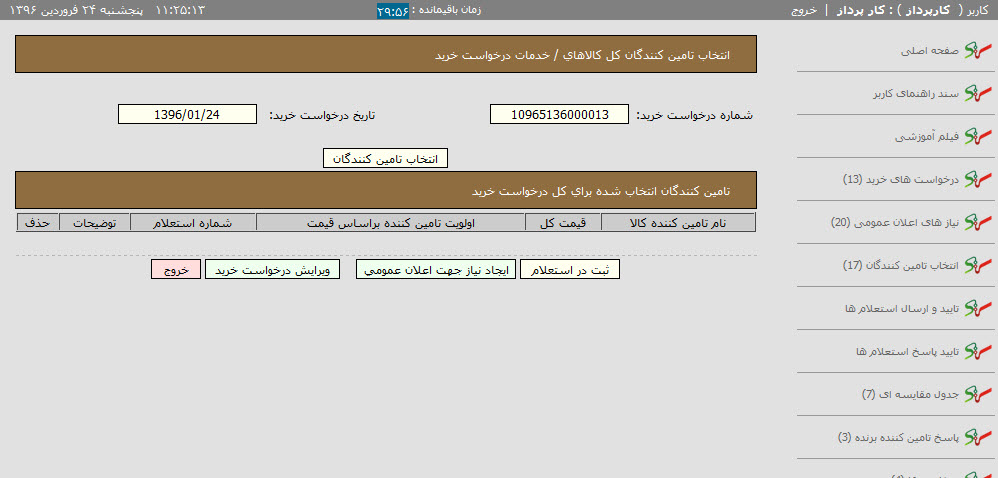 کاربر ( کارپرداز ) : کار پرداز | خروج
زمان باقیمانده : ۲۹:۵۶
۱۱:۲۵:۱۳ پنجشنبه ۲۴ فروردین ۱۳۹۶
صفحه اصلی
سند راهنمای کاربر
فیلم آموزشی
درخواست های خرید (13)
نیاز های اعلان عمومی (20)
انتخاب تامین کنندگان (17)
تایید و ارسال استعلام ها
تایید پاسخ استعلام ها
جدول مقایسه ای (7)
پاسخ تامین کننده برنده (3)
انتخاب تامین کنندگان کل کالاهاي / خدمات درخواست خرید
شماره درخواست خرید: 10965136000013 تاریخ درخواست خرید: 1396/01/24
انتخاب تامین کنندگان
تامین کنندگان انتخاب شده براي کل درخواست خرید
نام تامین کننده کالا قیمت کل اولویت تامین کننده براساس قیمت شماره استعلام توضیحات حذف
ثبت در استعلام ایجاد نیاز جهت اعلان عمومي ویرایش درخواست خرید خروج